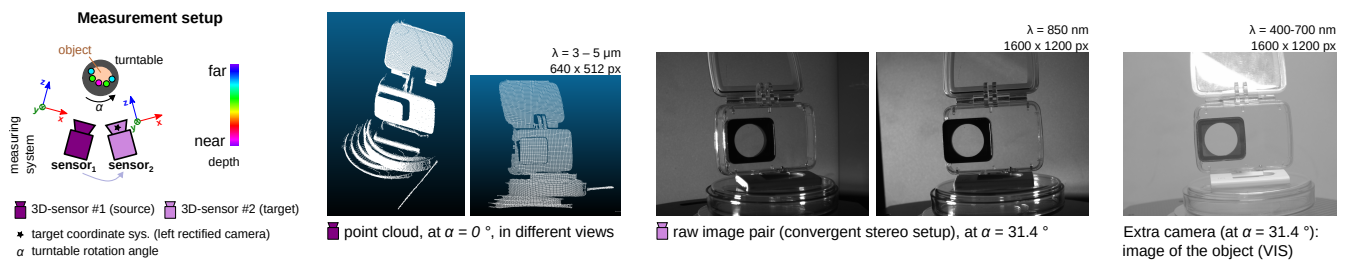 Measurement setup
object
turntable
z
y
x
α
z
y
x
measuring
system
sensor1
sensor2
far
near
depth
3D-sensor #1 (source)
3D-sensor #2 (target)
target coordinate sys. (left rectified camera)
α turntable rotation angle
λ = 3 – 5 µm
640 x 512 px
point cloud, at α = 0 °, in different views
λ = 850 nm
1600 x 1200 px
raw image pair (convergent stereo setup), at α = 31.4 °
λ = 400-700 nm
1600 x 1200 px
Extra camera (at α = 31.4 °):
image of the object (VIS)